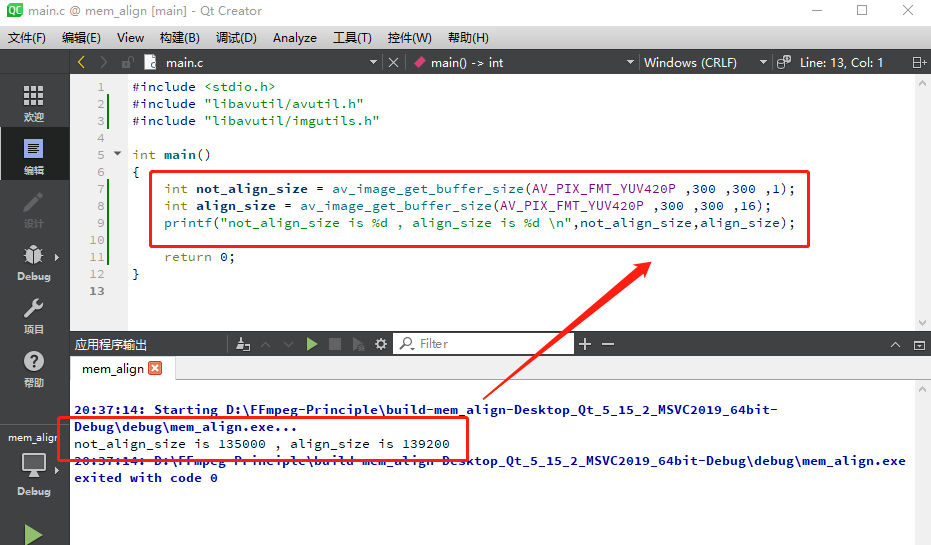 QC main.c @ mem_align [main] - Qt Creator
文件(F) 编辑(E) View 构建(B) 调试(D) Analyze 工具(T) 控件(W) 帮助(H)
main.c main() -> int Windows (CRLF) Line: 13, Col: 1
欢迎
编辑
设计
Debug
项目
帮助
mem_align
Debug
1 #include <stdio.h>
2 #include "libavutil/avutil.h"
3 #include "libavutil/imgutils.h"
4
5 int main()
6 {
7 int not_align_size = av_image_get_buffer_size(AV_PIX_FMT_YUV420P ,300 ,300 ,1);
8 int align_size = av_image_get_buffer_size(AV_PIX_FMT_YUV420P ,300 ,300 ,16);
9 printf("not_align_size is %d , align_size is %d \n",not_align_size,align_size);
10
11 return 0;
12 }
13
应用程序输出 Filter
mem_align
20:37:14: Starting D:\FFmpeg-Principle\build-mem_align-Desktop_Qt_5_15_2_MSVC2019_64bit-
Debug\debug\mem_align.exe...
not_align_size is 135000 , align_size is 139200
20:37:14: D:\FFmpeg-Principle\build-mem_align-Desktop_Qt_5_15_2_MSVC2019_64bit-Debug\debug\mem_align.exe
exited with code 0